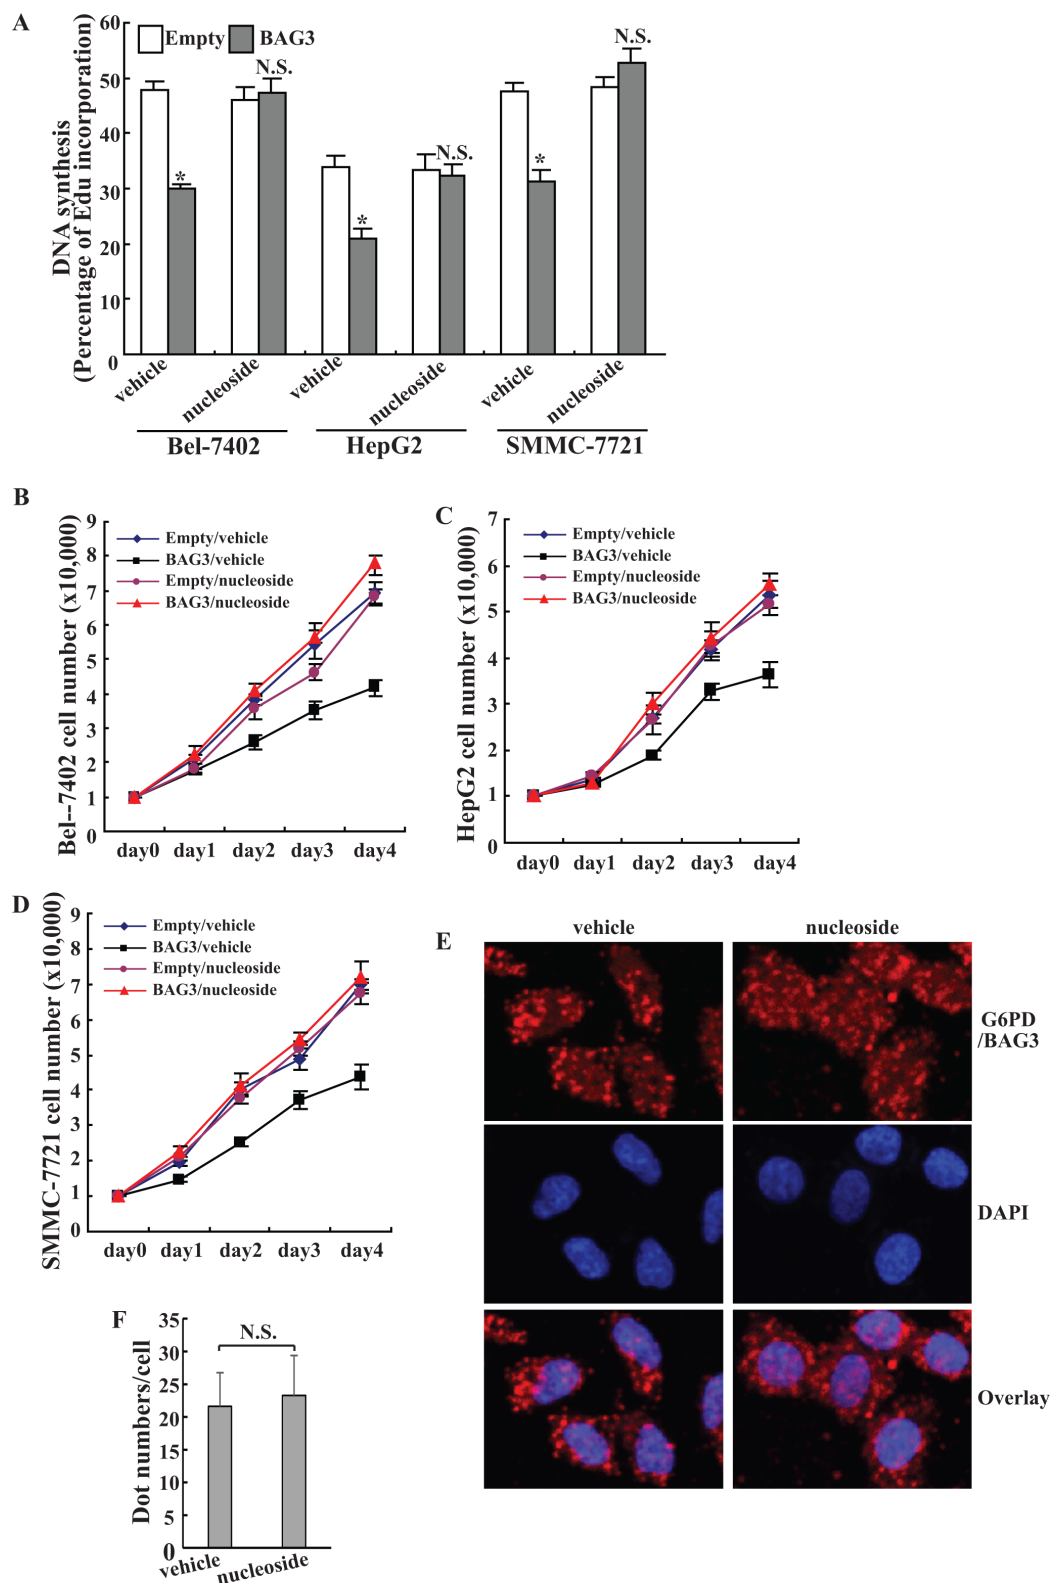 A
60
50
40
30
20
10
0
DNA synthesis
(Percentage of Edu incorporation)
Empty BAG3
* N.S. * N.S. * N.S.
vehicle nucleoside vehicle nucleoside vehicle nucleoside
Bel-7402 HepG2 SMMC-7721
B
9
8
7
6
5
4
3
2
1
0
Bel--7402 cell number (x10,000)
Empty/vehicle
BAG3/vehicle
Empty/nucleoside
BAG3/nucleoside
day0 day1 day2 day3 day4
C
7
6
5
4
3
2
1
0
HepG2 cell number (x10,000)
Empty/vehicle
BAG3/vehicle
Empty/nucleoside
BAG3/nucleoside
day0 day1 day2 day3 day4
D
9
8
7
6
5
4
3
2
1
0
SMMC-7721 cell number (x10,000)
Empty/vehicle
BAG3/vehicle
Empty/nucleoside
BAG3/nucleoside
day0 day1 day2 day3 day4
E
vehicle nucleoside
G6PD
/BAG3
DAPI
Overlay
F
35
30
25
20
15
10
5
0
Dot numbers/cell
N.S.
vehicle nucleoside